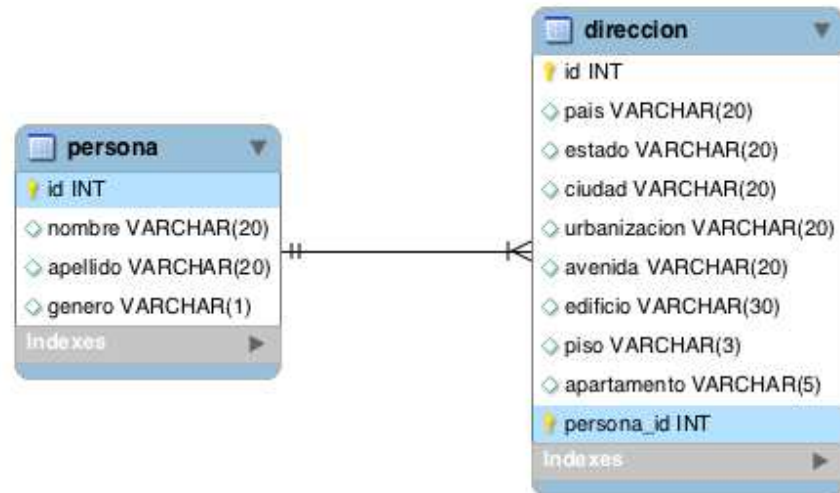 persona
id INT
nombre VARCHAR(20)
apellido VARCHAR(20)
genero VARCHAR(1)
Indexes
direccion
id INT
pais VARCHAR(20)
estado VARCHAR(20)
ciudad VARCHAR(20)
urbanizacion VARCHAR(20)
avenida VARCHAR(20)
edificio VARCHAR(30)
piso VARCHAR(3)
apartamento VARCHAR(5)
persona_id INT
Indexes